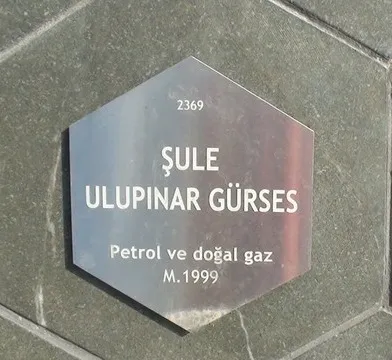 2369
ŞULE
ULUPINAR GÜRSES
Petrol ve doğal gaz
M.1999